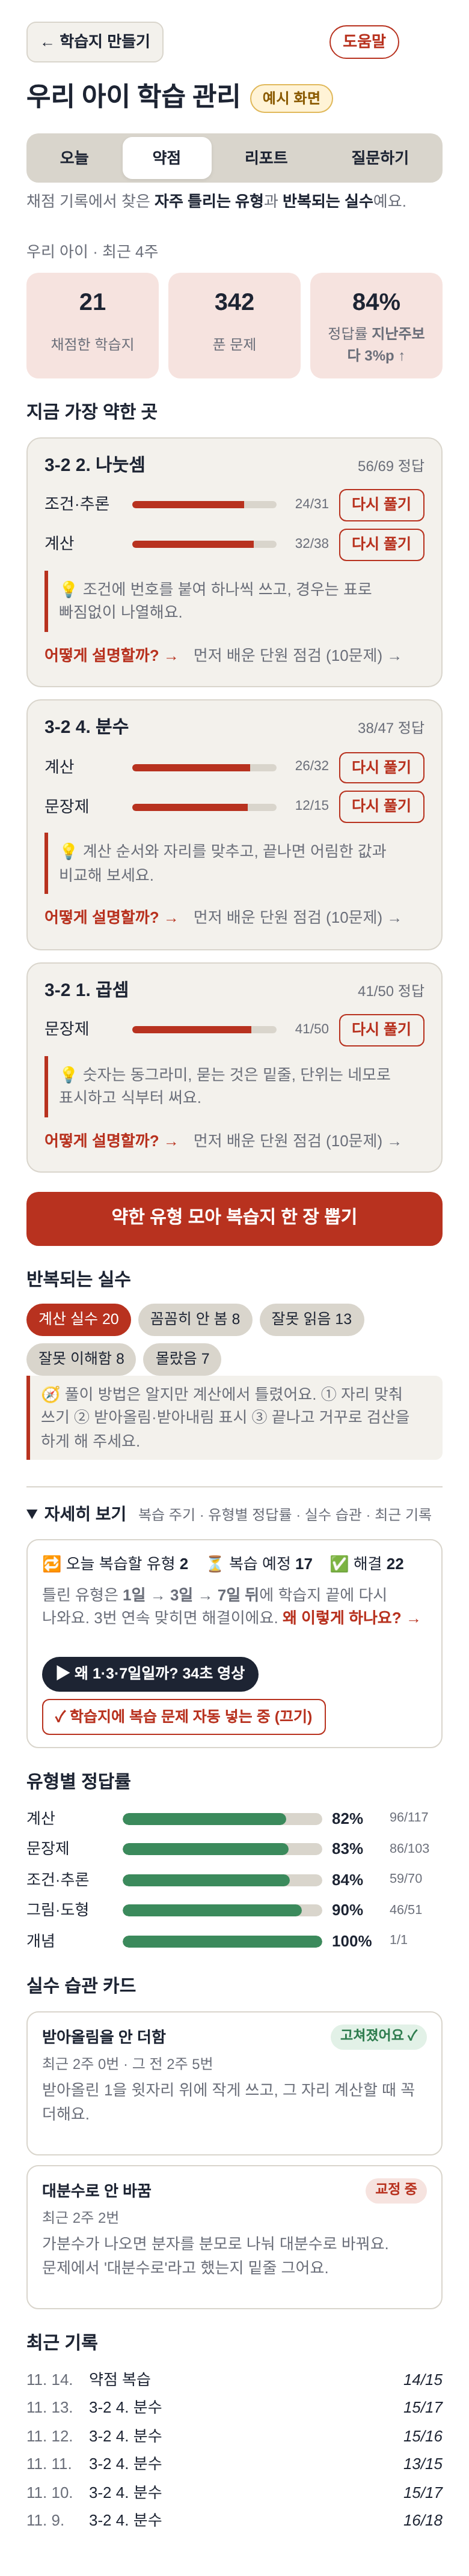 ← 학습지 만들기
도움말
우리 아이 학습 관리 예시 화면
오늘 약점 리포트 질문하기
채점 기록에서 찾은 자주 틀리는 유형과 반복되는 실수예요.
우리 아이 · 최근 4주
21 342 84%
채점한 학습지 푼 문제 정답률 지난주보
다 3%p ↑
지금 가장 약한 곳
3-2 2. 나눗셈 56/69 정답
조건·추론 24/31 다시 풀기
계산 32/38 다시 풀기
💡 조건에 번호를 붙여 하나씩 쓰고, 경우는 표로
빠짐없이 나열해요.
어떻게 설명할까? → 먼저 배운 단원 점검 (10문제) →
3-2 4. 분수 38/47 정답
계산 26/32 다시 풀기
문장제 12/15 다시 풀기
💡 계산 순서와 자리를 맞추고, 끝나면 어림한 값과
비교해 보세요.
어떻게 설명할까? → 먼저 배운 단원 점검 (10문제) →
3-2 1. 곱셈 41/50 정답
문장제 41/50 다시 풀기
💡 숫자는 동그라미, 묻는 것은 밑줄, 단위는 네모로
표시하고 식부터 써요.
어떻게 설명할까? → 먼저 배운 단원 점검 (10문제) →
약한 유형 모아 복습지 한 장 뽑기
반복되는 실수
계산 실수 20 꼼꼼히 안 봄 8 잘못 읽음 13
잘못 이해함 8 몰랐음 7
🧭 풀이 방법은 알지만 계산에서 틀렸어요. ① 자리 맞춰
쓰기 ② 받아올림·받아내림 표시 ③ 끝나고 거꾸로 검산을
하게 해 주세요.
▼ 자세히 보기 복습 주기 · 유형별 정답률 · 실수 습관 · 최근 기록
🔁 오늘 복습할 유형 2 ⏳ 복습 예정 17 ✅ 해결 22
틀린 유형은 1일 → 3일 → 7일 뒤에 학습지 끝에 다시
나와요. 3번 연속 맞히면 해결이에요. 왜 이렇게 하나요? →
▶ 왜 1·3·7일일까? 34초 영상
✓ 학습지에 복습 문제 자동 넣는 중 (끄기)
유형별 정답률
계산 82% 96/117
문장제 83% 86/103
조건·추론 84% 59/70
그림·도형 90% 46/51
개념 100% 1/1
실수 습관 카드
받아올림을 안 더함 고쳐졌어요 ✓
최근 2주 0번 · 그 전 2주 5번
받아올린 1을 윗자리 위에 작게 쓰고, 그 자리 계산할 때 꼭
더해요.
대분수로 안 바꿈 교정 중
최근 2주 2번
가분수가 나오면 분자를 분모로 나눠 대분수로 바꿔요.
문제에서 '대분수로'라고 했는지 밑줄 그어요.
최근 기록
11. 14. 약점 복습 14/15
11. 13. 3-2 4. 분수 15/17
11. 12. 3-2 4. 분수 15/16
11. 11. 3-2 4. 분수 13/15
11. 10. 3-2 4. 분수 15/17
11. 9. 3-2 4. 분수 16/18